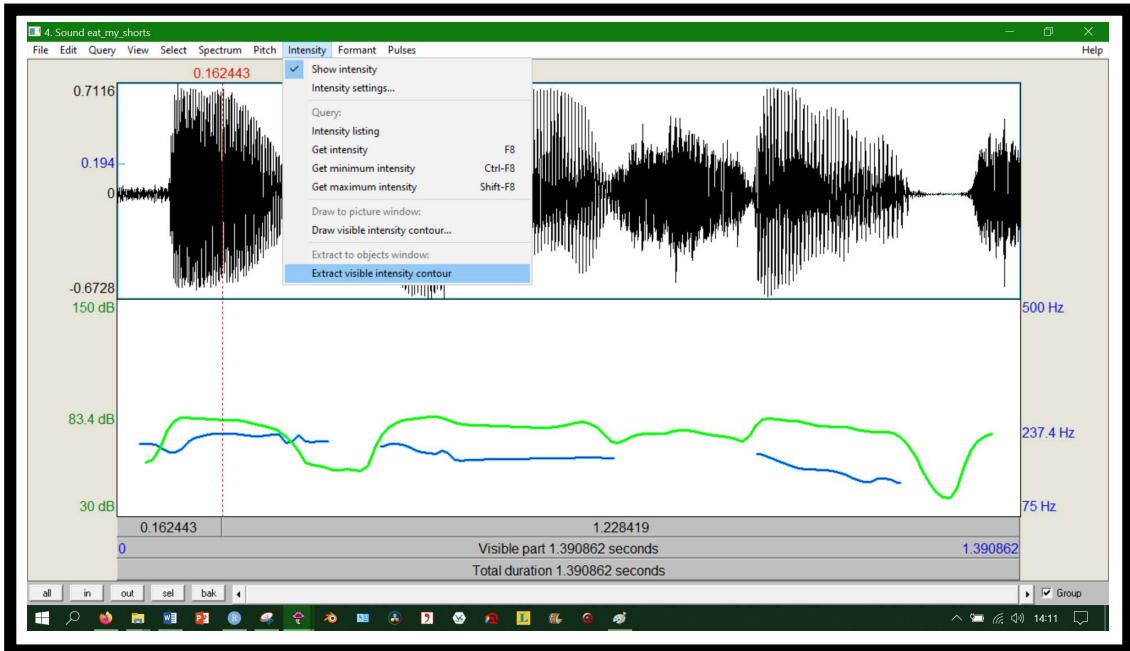 4. Sound eat_my_shorts
File Edit Query View Select Spectrum Pitch Intensity Formant Pulses Help
0.162443
0.7116
0.194
0
-0.6728
Show intensity
Intensity settings...
Query:
Intensity listing
Get intensity F8
Get minimum intensity Ctrl-F8
Get maximum intensity Shift-F8
Draw to picture window:
Draw visible intensity contour...
Extract to objects window:
Extract visible intensity contour
150 dB 500 Hz
83.4 dB
237.4 Hz
30 dB 75 Hz
0.162443 1.228419
0 Visible part 1.390862 seconds 1.390862
Total duration 1.390862 seconds
all in out sel bak Group
14:11